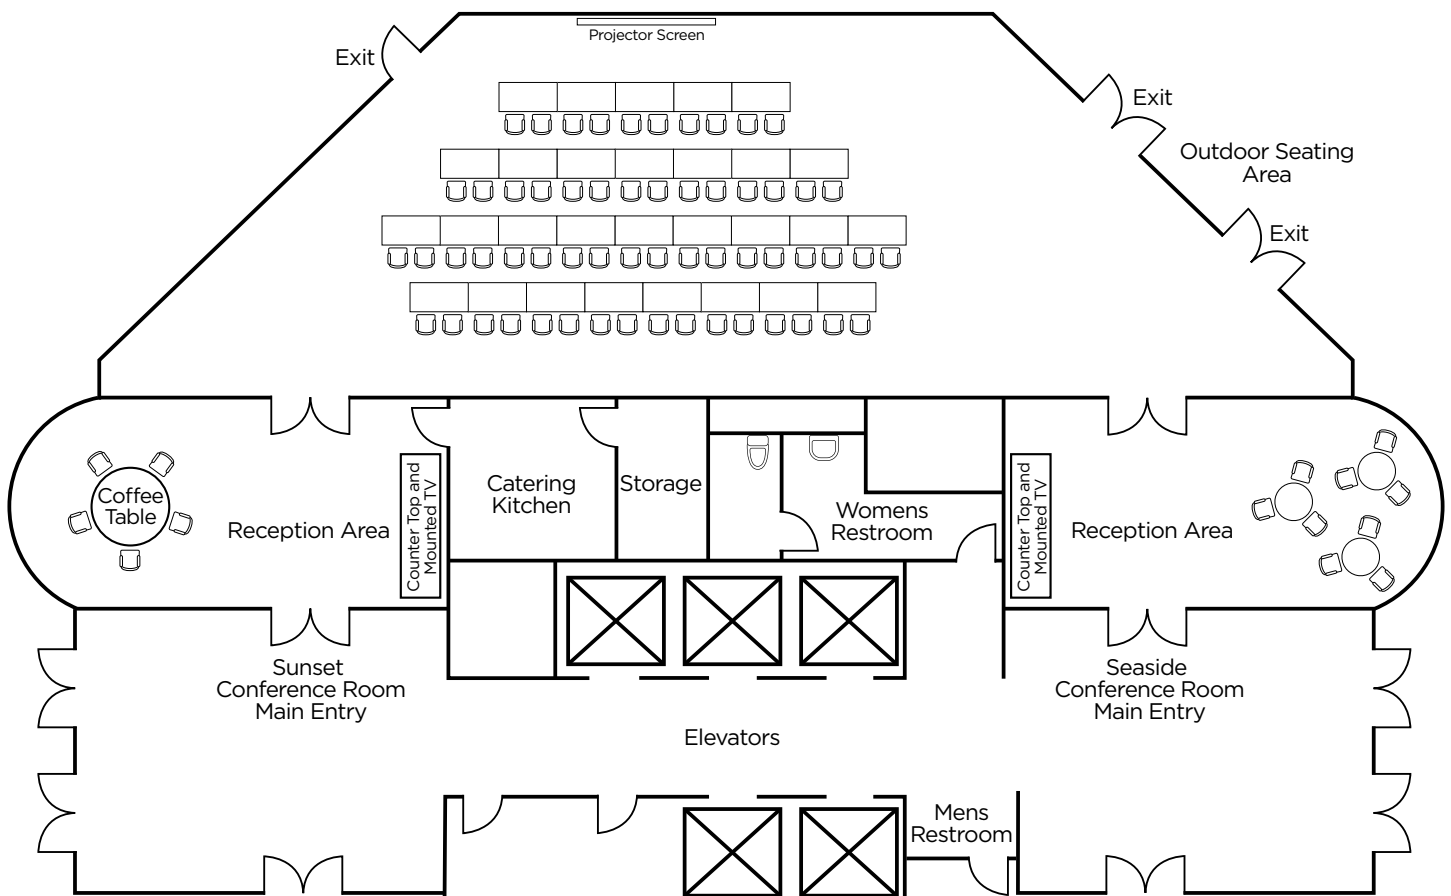 Projector Screen
Exit
Exit
Outdoor Seating
Area
Exit
Coffee
Table
Reception Area
Counter Top and
Mounted TV
Catering
Kitchen
Storage
Womens
Restroom
Counter Top and
Mounted TV
Reception Area
Sunset
Conference Room
Main Entry
Seaside
Conference Room
Main Entry
Elevators
Mens
Restroom